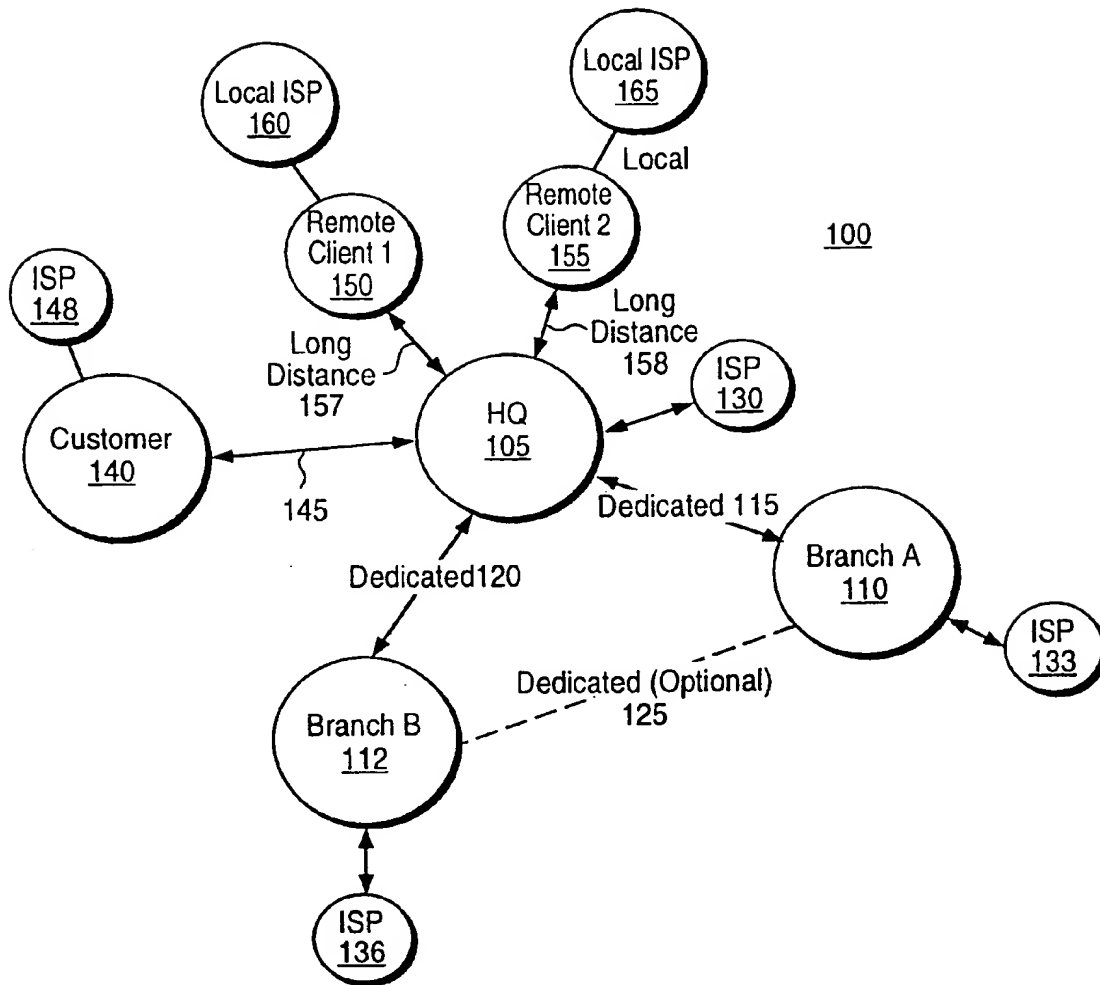 Local ISP
160
Local ISP
165
Local
Remote
Client 1
150
Remote
Client 2
155
100
ISP
148
Long
Distance
157
Long
Distance
158
ISP
130
Customer
140
HQ
105
145
Dedicated 115
Branch A
110
Dedicated120
ISP
133
Dedicated (Optional)
125
Branch B
112
ISP
136